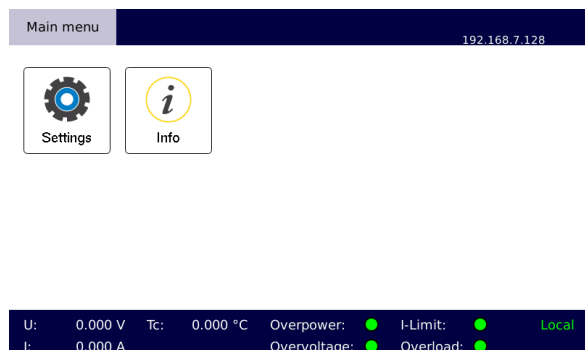 Main menu
192.168.7.128
i
Settings Info
U: 0.000 V Tc: 0.000 °C Overpower: I-Limit: Local
I: 0.000 A Overvoltage: Overload: